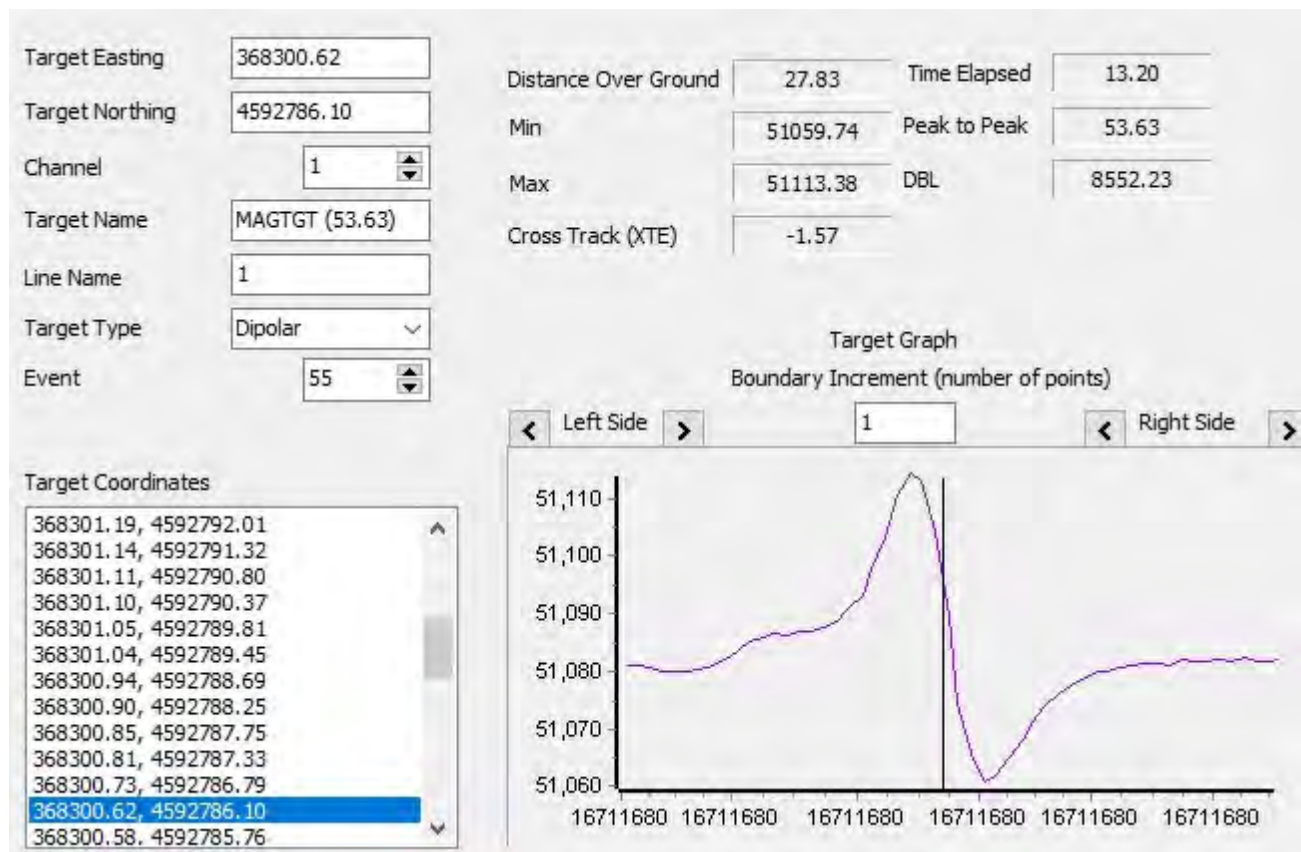 Target Easting 368300.62
Target Northing 4592786.10
Channel 1
Target Name MAGTGT (53.63)
Line Name 1
Target Type Dipolar
Event 55
Distance Over Ground 27.83 Time Elapsed 13.20
Min 51059.74 Peak to Peak 53.63
Max 51113.38 DBL 8552.23
Cross Track (XTE) -1.57
Target Coordinates
368301.19, 4592792.01
368301.14, 4592791.32
368301.11, 4592790.80
368301.10, 4592790.37
368301.05, 4592789.81
368301.04, 4592789.45
368300.94, 4592788.69
368300.90, 4592788.25
368300.85, 4592787.75
368300.81, 4592787.33
368300.73, 4592786.79
368300.62, 4592786.10
368300.58, 4592785.76
Target Graph
Boundary Increment (number of points)
< Left Side > 1 < Right Side >
51,110
51,100
51,090
51,080
51,070
51,060
16711680 16711680 16711680 16711680 16711680 16711680